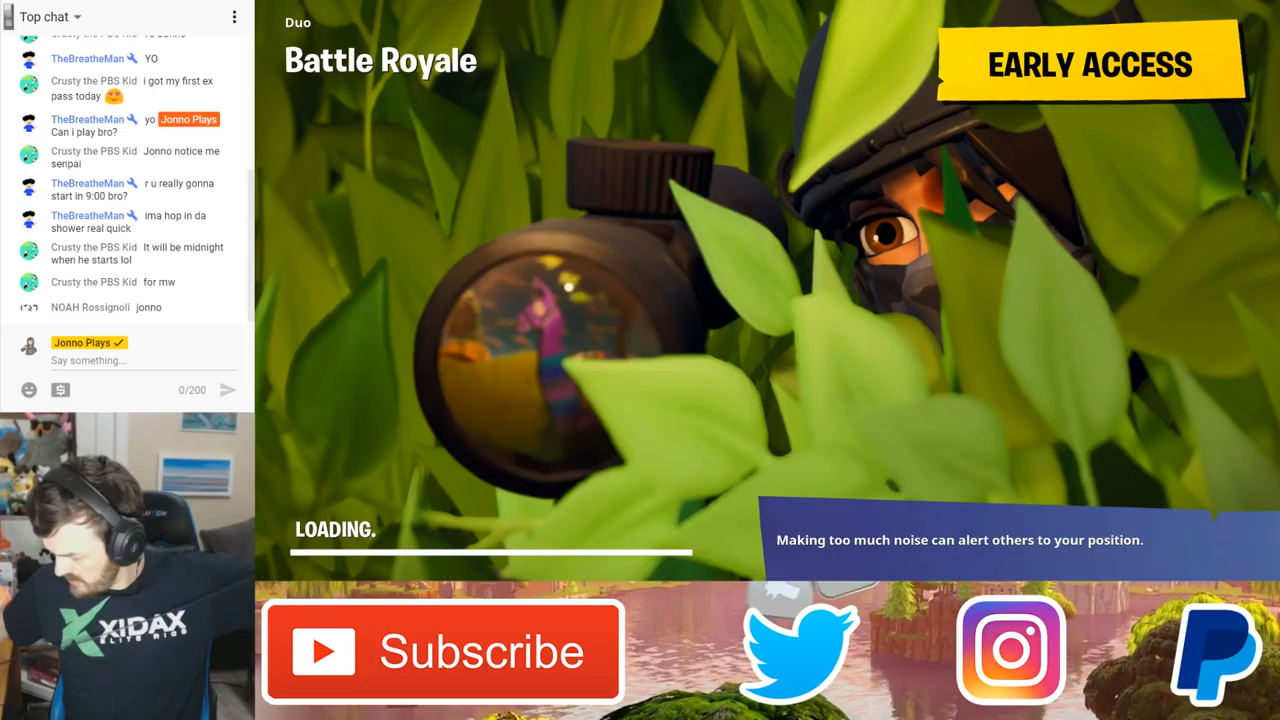 Top chat
TheBreatheMan YO
Crusty the PBS Kid i got my first ex
pass today
TheBreatheMan yo Jonno Plays
Can i play bro?
Crusty the PBS Kid Jonno notice me
senpai
TheBreatheMan r u really gonna
start in 9:00 bro?
TheBreatheMan ima hop in da
shower real quick
Crusty the PBS Kid It will be midnight
when he starts lol
Crusty the PBS Kid for mw
NOAH Rossignoli jonno
Jonno Plays
Say something...
0/200
XIDAX
Duo
Battle Royale
EARLY ACCESS
LOADING.
Making too much noise can alert others to your position.
Subscribe